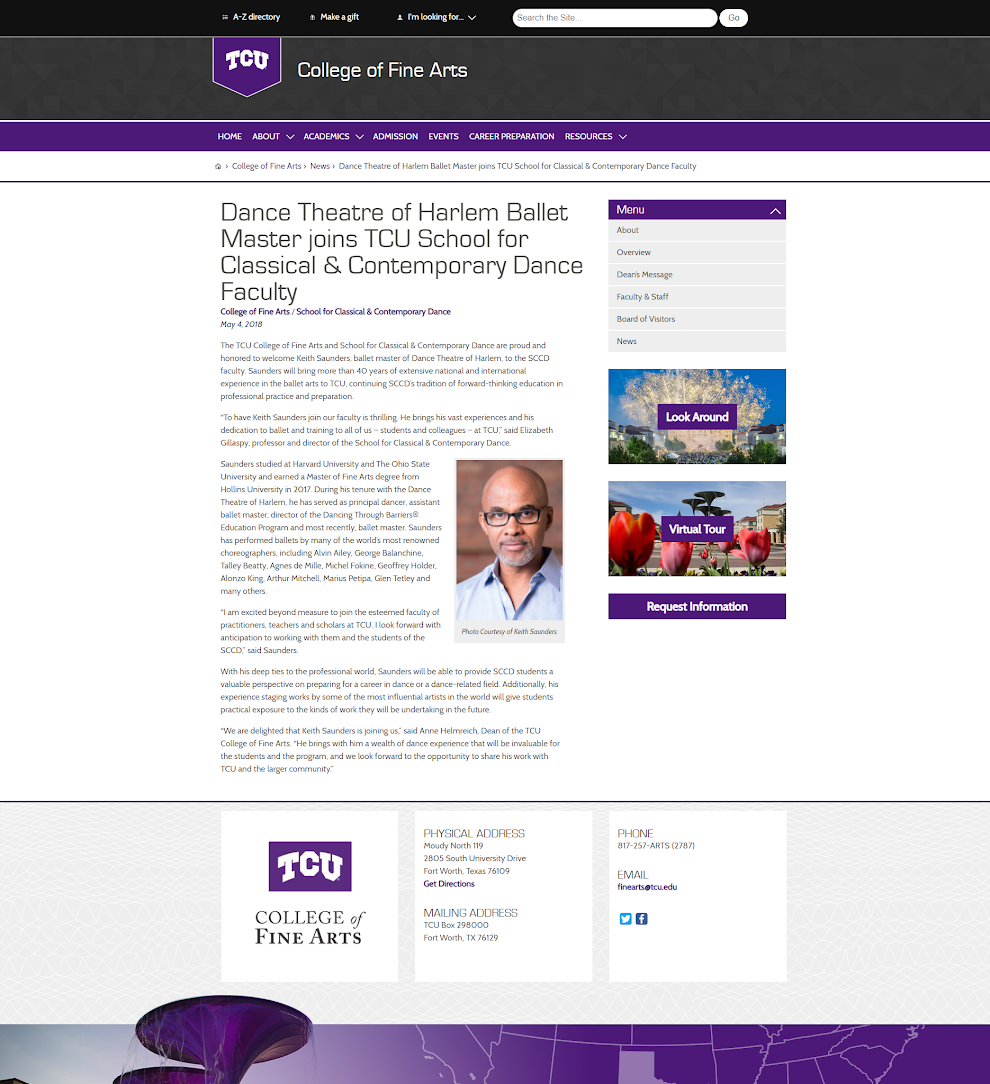 A-Z directory
Make a gift
I'm looking for...
Search the Site...
Go
TCU
College of Fine Arts
HOME
ABOUT
ACADEMICS
ADMISSION
EVENTS
CAREER PREPARATION
RESOURCES
› College of Fine Arts › News › Dance Theatre of Harlem Ballet Master joins TCU School for Classical & Contemporary Dance Faculty
Dance Theatre of Harlem Ballet
Master joins TCU School for
Classical & Contemporary Dance
Faculty
College of Fine Arts / School for Classical & Contemporary Dance
May 4, 2018
The TCU College of Fine Arts and School for Classical & Contemporary Dance are proud and
honored to welcome Keith Saunders, ballet master of Dance Theatre of Harlem, to the SCCD
faculty. Saunders will bring more than 40 years of extensive national and international
experience in the ballet arts to TCU, continuing SCCD's tradition of forward-thinking education in
professional practice and preparation.
“To have Keith Saunders join our faculty is thrilling. He brings his vast experiences and his
dedication to ballet and training to all of us – students and colleagues – at TCU,” said Elizabeth
Gillaspy, professor and director of the School for Classical & Contemporary Dance.
Saunders studied at Harvard University and The Ohio State
University and earned a Master of Fine Arts degree from
Hollins University in 2017. During his tenure with the Dance
Theatre of Harlem, he has served as principal dancer, assistant
ballet master, director of the Dancing Through Barriers®
Education Program and most recently, ballet master. Saunders
has performed ballets by many of the world's most renowned
choreographers, including Alvin Ailey, George Balanchine,
Talley Beatty, Agnes de Mille, Michel Fokine, Geoffrey Holder,
Alonzo King, Arthur Mitchell, Marius Petipa, Glen Tetley and
many others.
Photo Courtesy of Keith Saunders
“I am excited beyond measure to join the esteemed faculty of
practitioners, teachers and scholars at TCU. I look forward with
anticipation to working with them and the students of the
SCCD,” said Saunders.
With his deep ties to the professional world, Saunders will be able to provide SCCD students a
valuable perspective on preparing for a career in dance or a dance-related field. Additionally, his
experience staging works by some of the most influential artists in the world will give students
practical exposure to the kinds of work they will be undertaking in the future.
“We are delighted that Keith Saunders is joining us,” said Anne Helmreich, Dean of the TCU
College of Fine Arts. “He brings with him a wealth of dance experience that will be invaluable for
the students and the program, and we look forward to the opportunity to share his work with
TCU and the larger community.”
Menu
About
Overview
Dean's Message
Faculty & Staff
Board of Visitors
News
Look Around
Virtual Tour
Request Information
TCU
COLLEGE of
FINE ARTS
PHYSICAL ADDRESS
Moudy North 119
2805 South University Drive
Fort Worth, Texas 76109
Get Directions
MAILING ADDRESS
TCU Box 298000
Fort Worth, TX 76129
PHONE
817-257-ARTS (2787)
EMAIL
finearts@tcu.edu